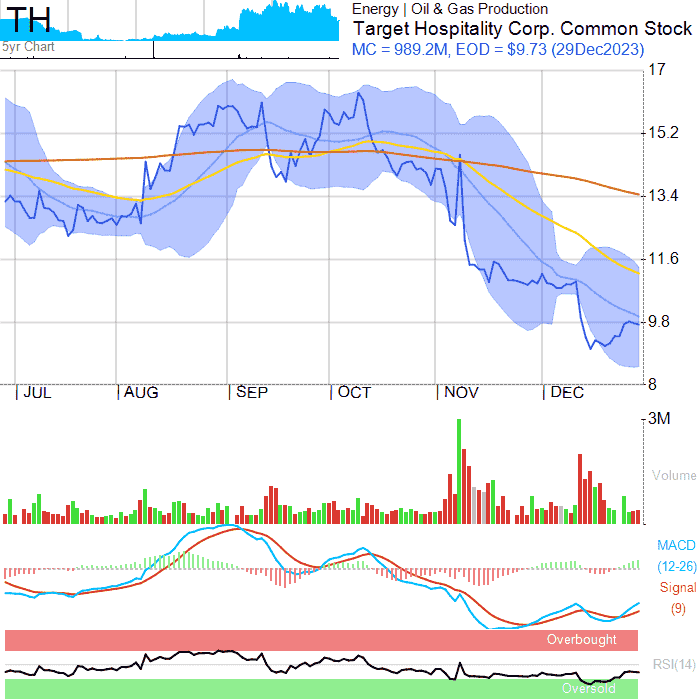 TH
5yr Chart
Energy | Oil & Gas Production
Target Hospitality Corp. Common Stock
MC = 989.2M, EOD = $9.73 (29Dec2023)
17
15.2
13.4
11.6
9.8
8
|JUL |AUG |SEP |OCT |NOV |DEC
3M
Volume
MACD
(12-26)
Signal
(9)
Overbought
RSI(14)
Oversold